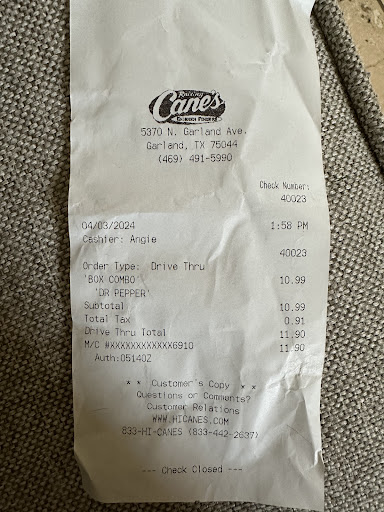 Raising
Cane's
CHICKEN FINGERS
5370 N. Garland Ave.
Garland, TX 75044
(469) 491-5990
Check Number:
40023
04/03/2024 1:58 PM
Cashier: Angie
40023
Order Type: Drive Thru
'BOX COMBO' 10.99
'DR PEPPER'
Subtotal 10.99
Total Tax 0.91
Drive Thru Total 11.90
M/C #XXXXXXXXXXXX6910 11.90
Auth:05140Z
* * Customer's Copy * *
Questions or Comments?
Customer Relations
WWW.HICANES.COM
833-HI-CANES (833-442-2637)
--- Check Closed ---